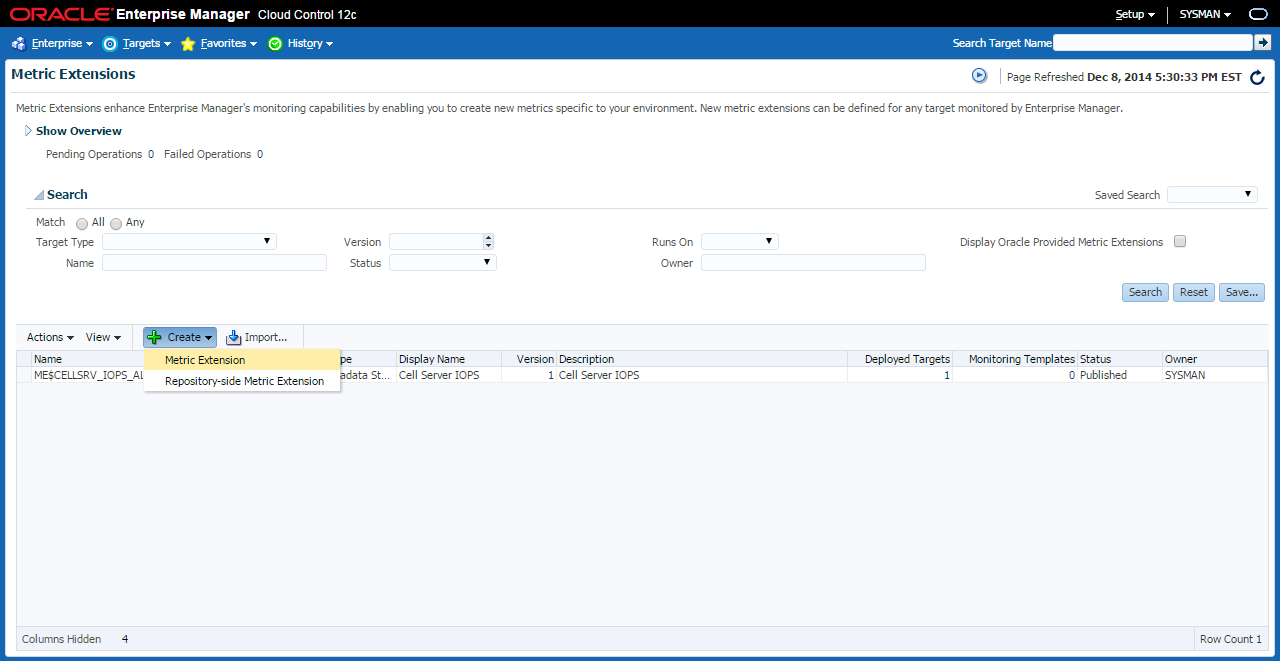 ORACLE Enterprise Manager Cloud Control 12c Setup SYSMAN
Enterprise Targets Favorites History Search Target Name
Metric Extensions Page Refreshed Dec 8, 2014 5:30:33 PM EST
Metric Extensions enhance Enterprise Manager's monitoring capabilities by enabling you to create new metrics specific to your environment. New metric extensions can be defined for any target monitored by Enterprise Manager.
Show Overview
Pending Operations 0 Failed Operations 0
Search Saved Search
Match All Any
Target Type Version Runs On Display Oracle Provided Metric Extensions
Name Status Owner
Search Reset Save...
Actions View Create Import...
Name pe Display Name Version Description Deployed Targets Monitoring Templates Status Owner
Metric Extension
ME$CELLSRV_IOPS_AL adata St... Cell Server IOPS 1 Cell Server IOPS 1 0 Published SYSMAN
Repository-side Metric Extension
Columns Hidden 4 Row Count 1